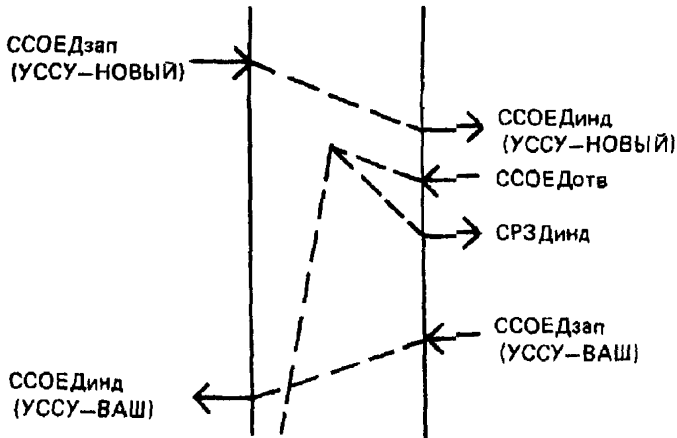 ССОЕДзап
(УССУ—НОВЫЙ)
ССОЕДинд
(УССУ—НОВЫЙ)
ССОЕДотв
СРЗДинд
ССОЕДзап
(УССУ—ВАШ)
ССОЕДинд
(УССУ—ВАШ)